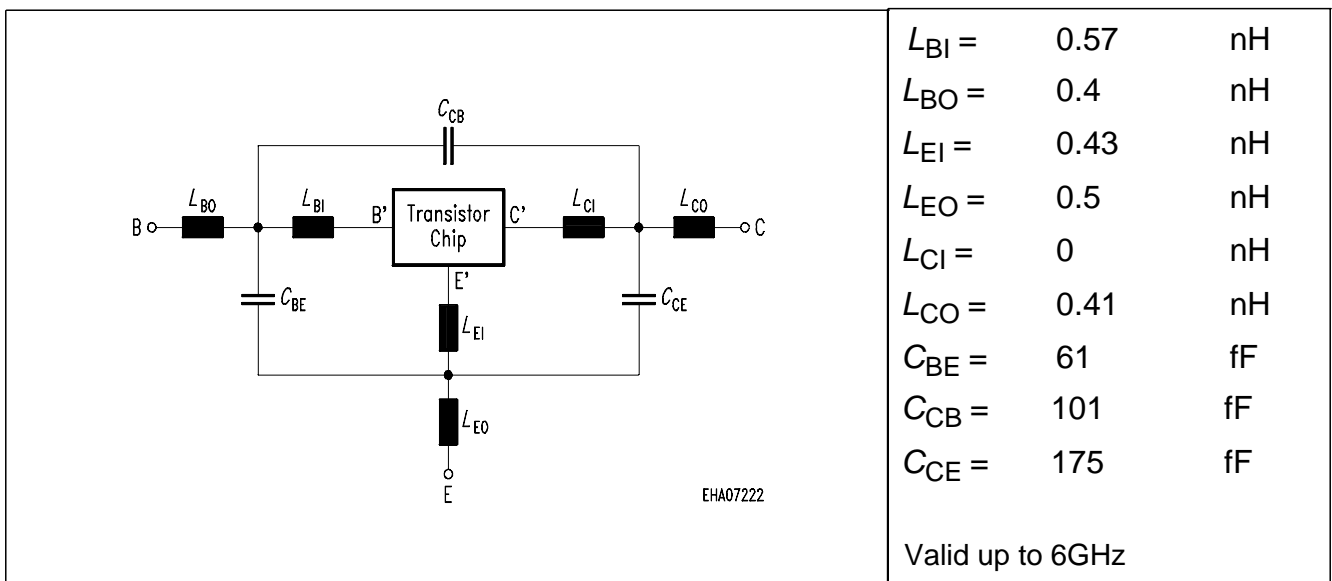 C_CB
L_BO
L_BI
B' Transistor Chip C'
L_CI
L_CO
B
C
E'
C_BE
C_CE
L_EI
L_EO
E
EHA07222
L_BI = 0.57 nH
L_BO = 0.4 nH
L_EI = 0.43 nH
L_EO = 0.5 nH
L_CI = 0 nH
L_CO = 0.41 nH
C_BE = 61 fF
C_CB = 101 fF
C_CE = 175 fF
Valid up to 6GHz